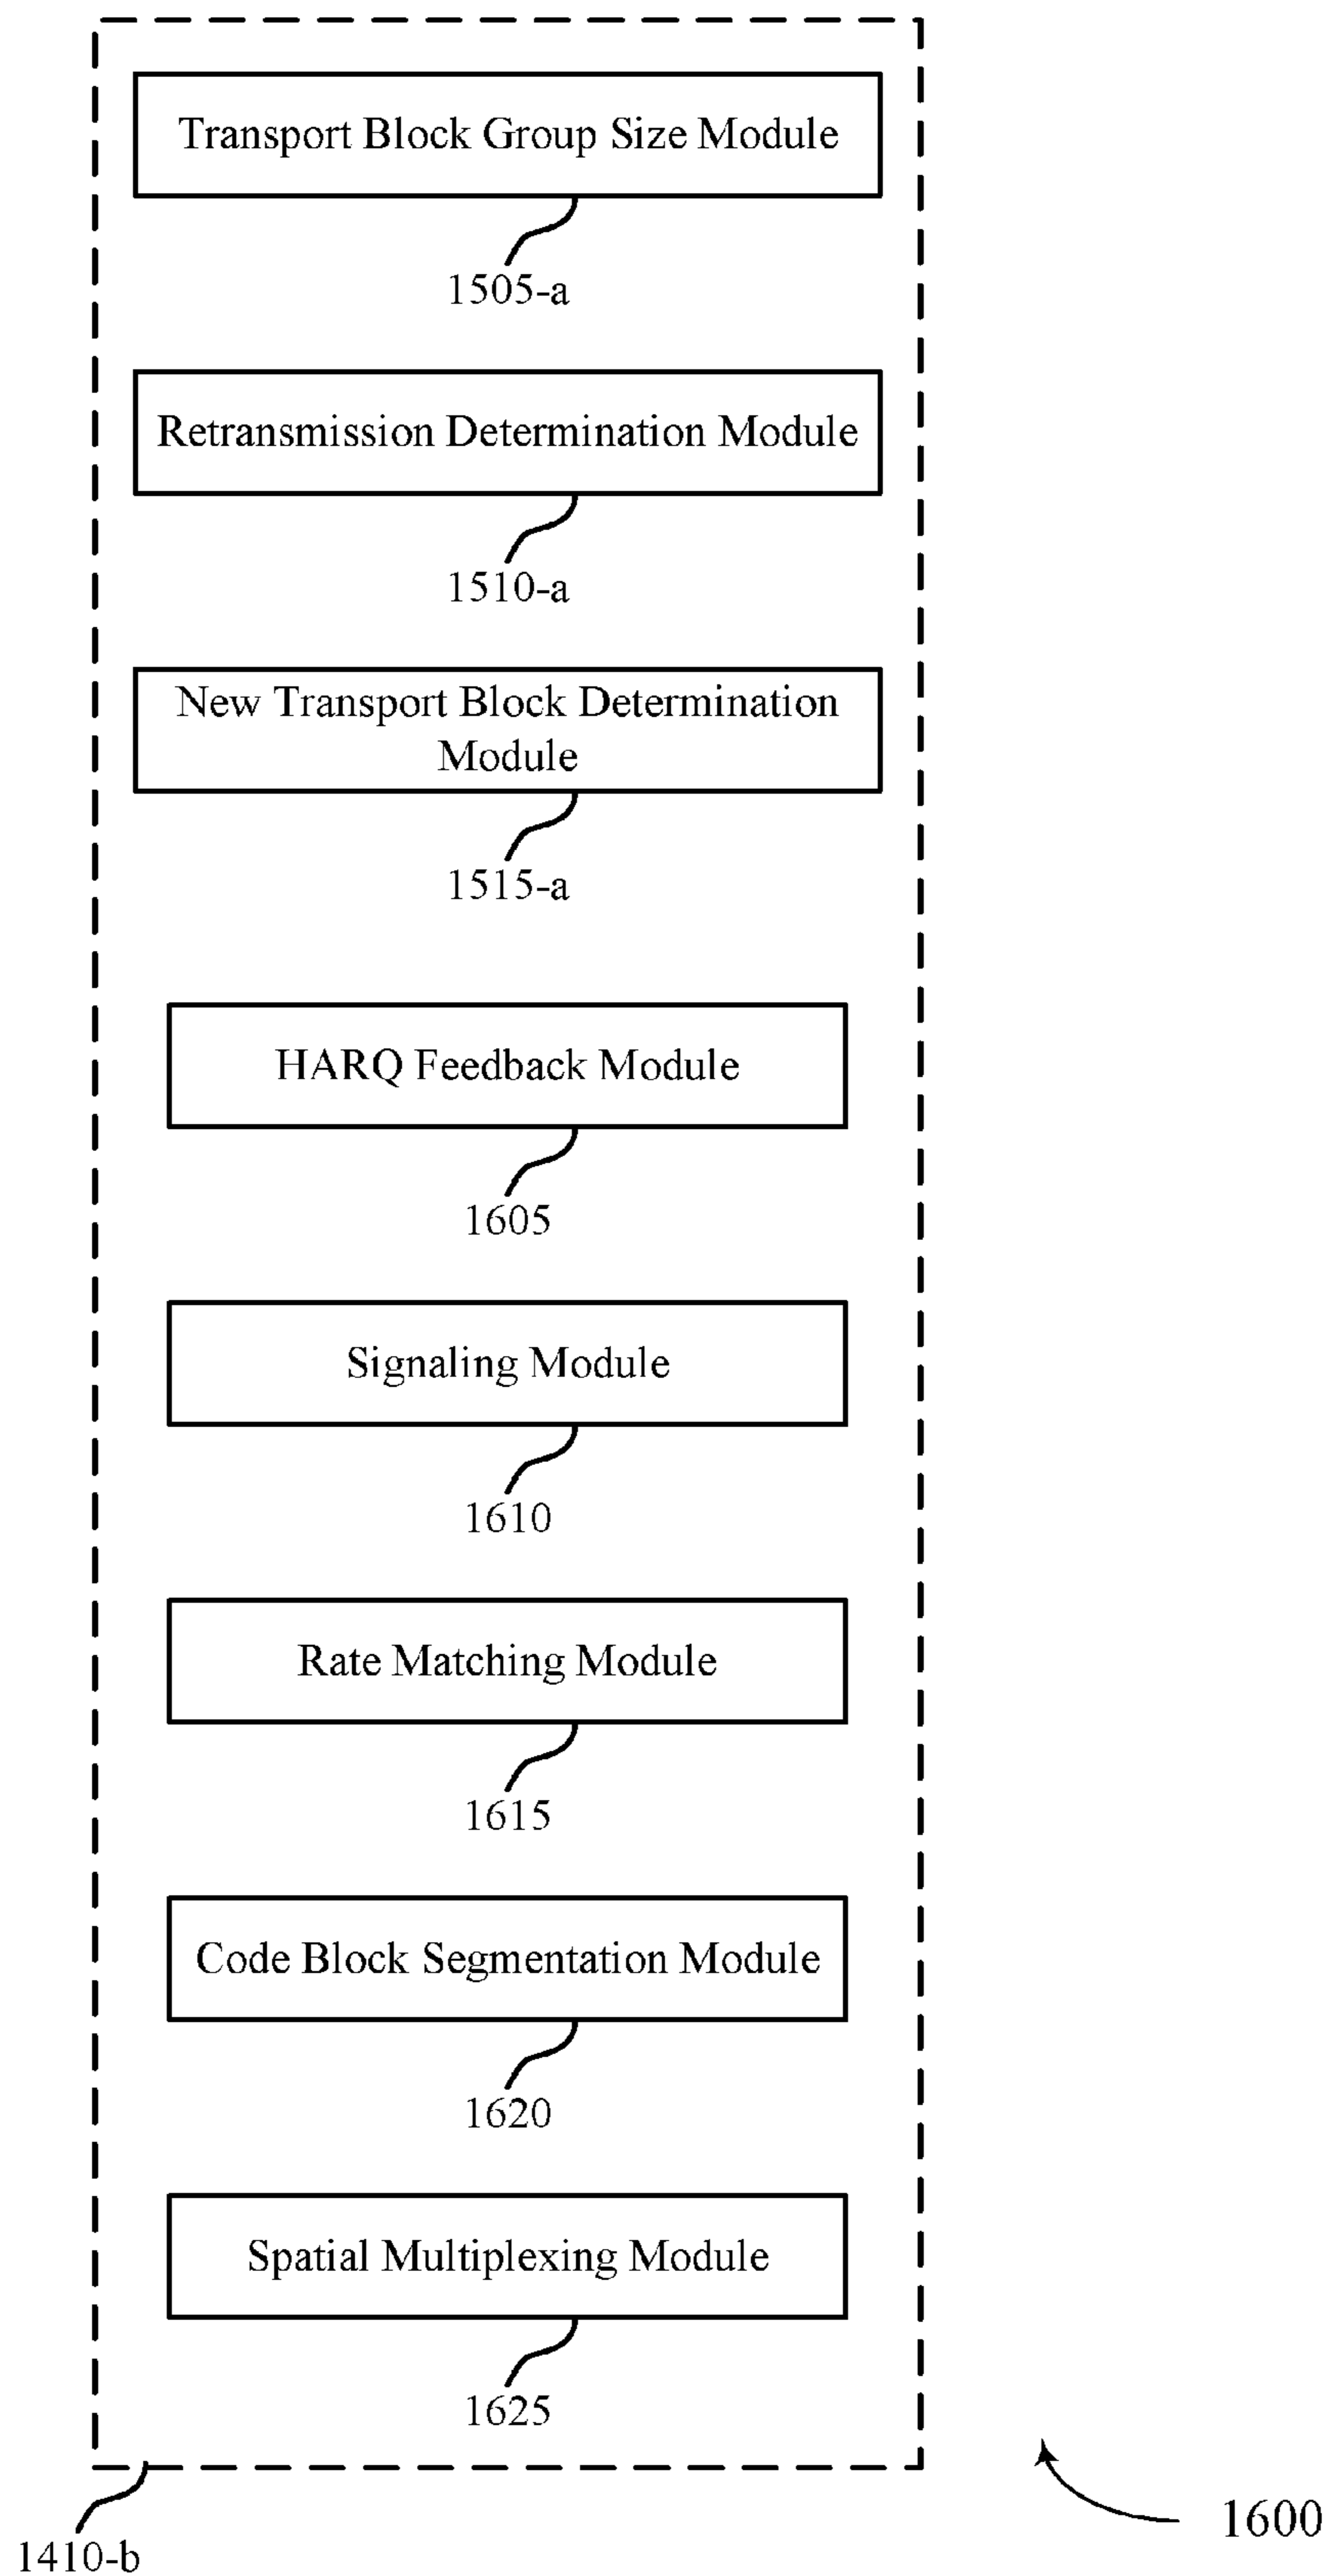 Transport Block Group Size Module
1505-a
Retransmission Determination Module
1510-a
New Transport Block Determination
Module
1515-a
HARQ Feedback Module
1605
Signaling Module
1610
Rate Matching Module
1615
Code Block Segmentation Module
1620
Spatial Multiplexing Module
1625
1410-b
1600